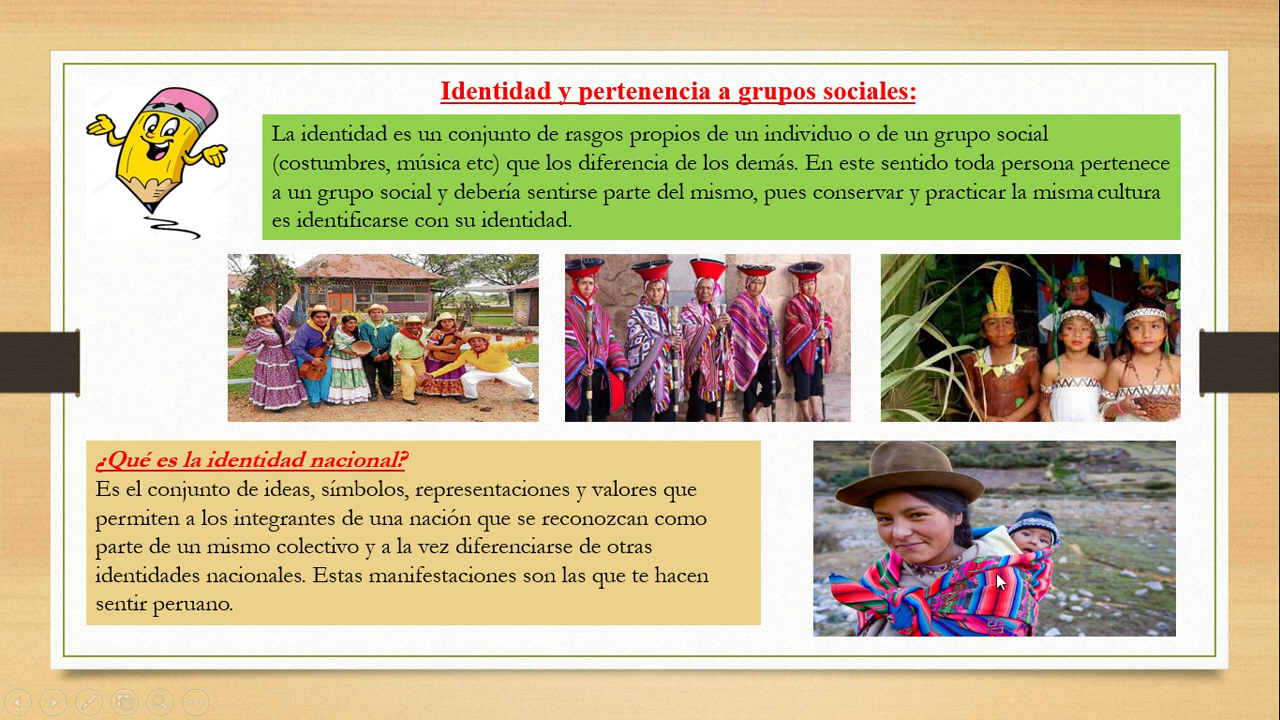 Identidad y pertenencia a grupos sociales:
La identidad es un conjunto de rasgos propios de un individuo o de un grupo social
(costumbres, música etc) que los diferencia de los demás. En este sentido toda persona pertenece
a un grupo social y debería sentirse parte del mismo, pues conservar y practicar la misma cultura
es identificarse con su identidad.
¿Qué es la identidad nacional?
Es el conjunto de ideas, símbolos, representaciones y valores que
permiten a los integrantes de una nación que se reconozcan como
parte de un mismo colectivo y a la vez diferenciarse de otras
identidades nacionales. Estas manifestaciones son las que te hacen
sentir peruano.